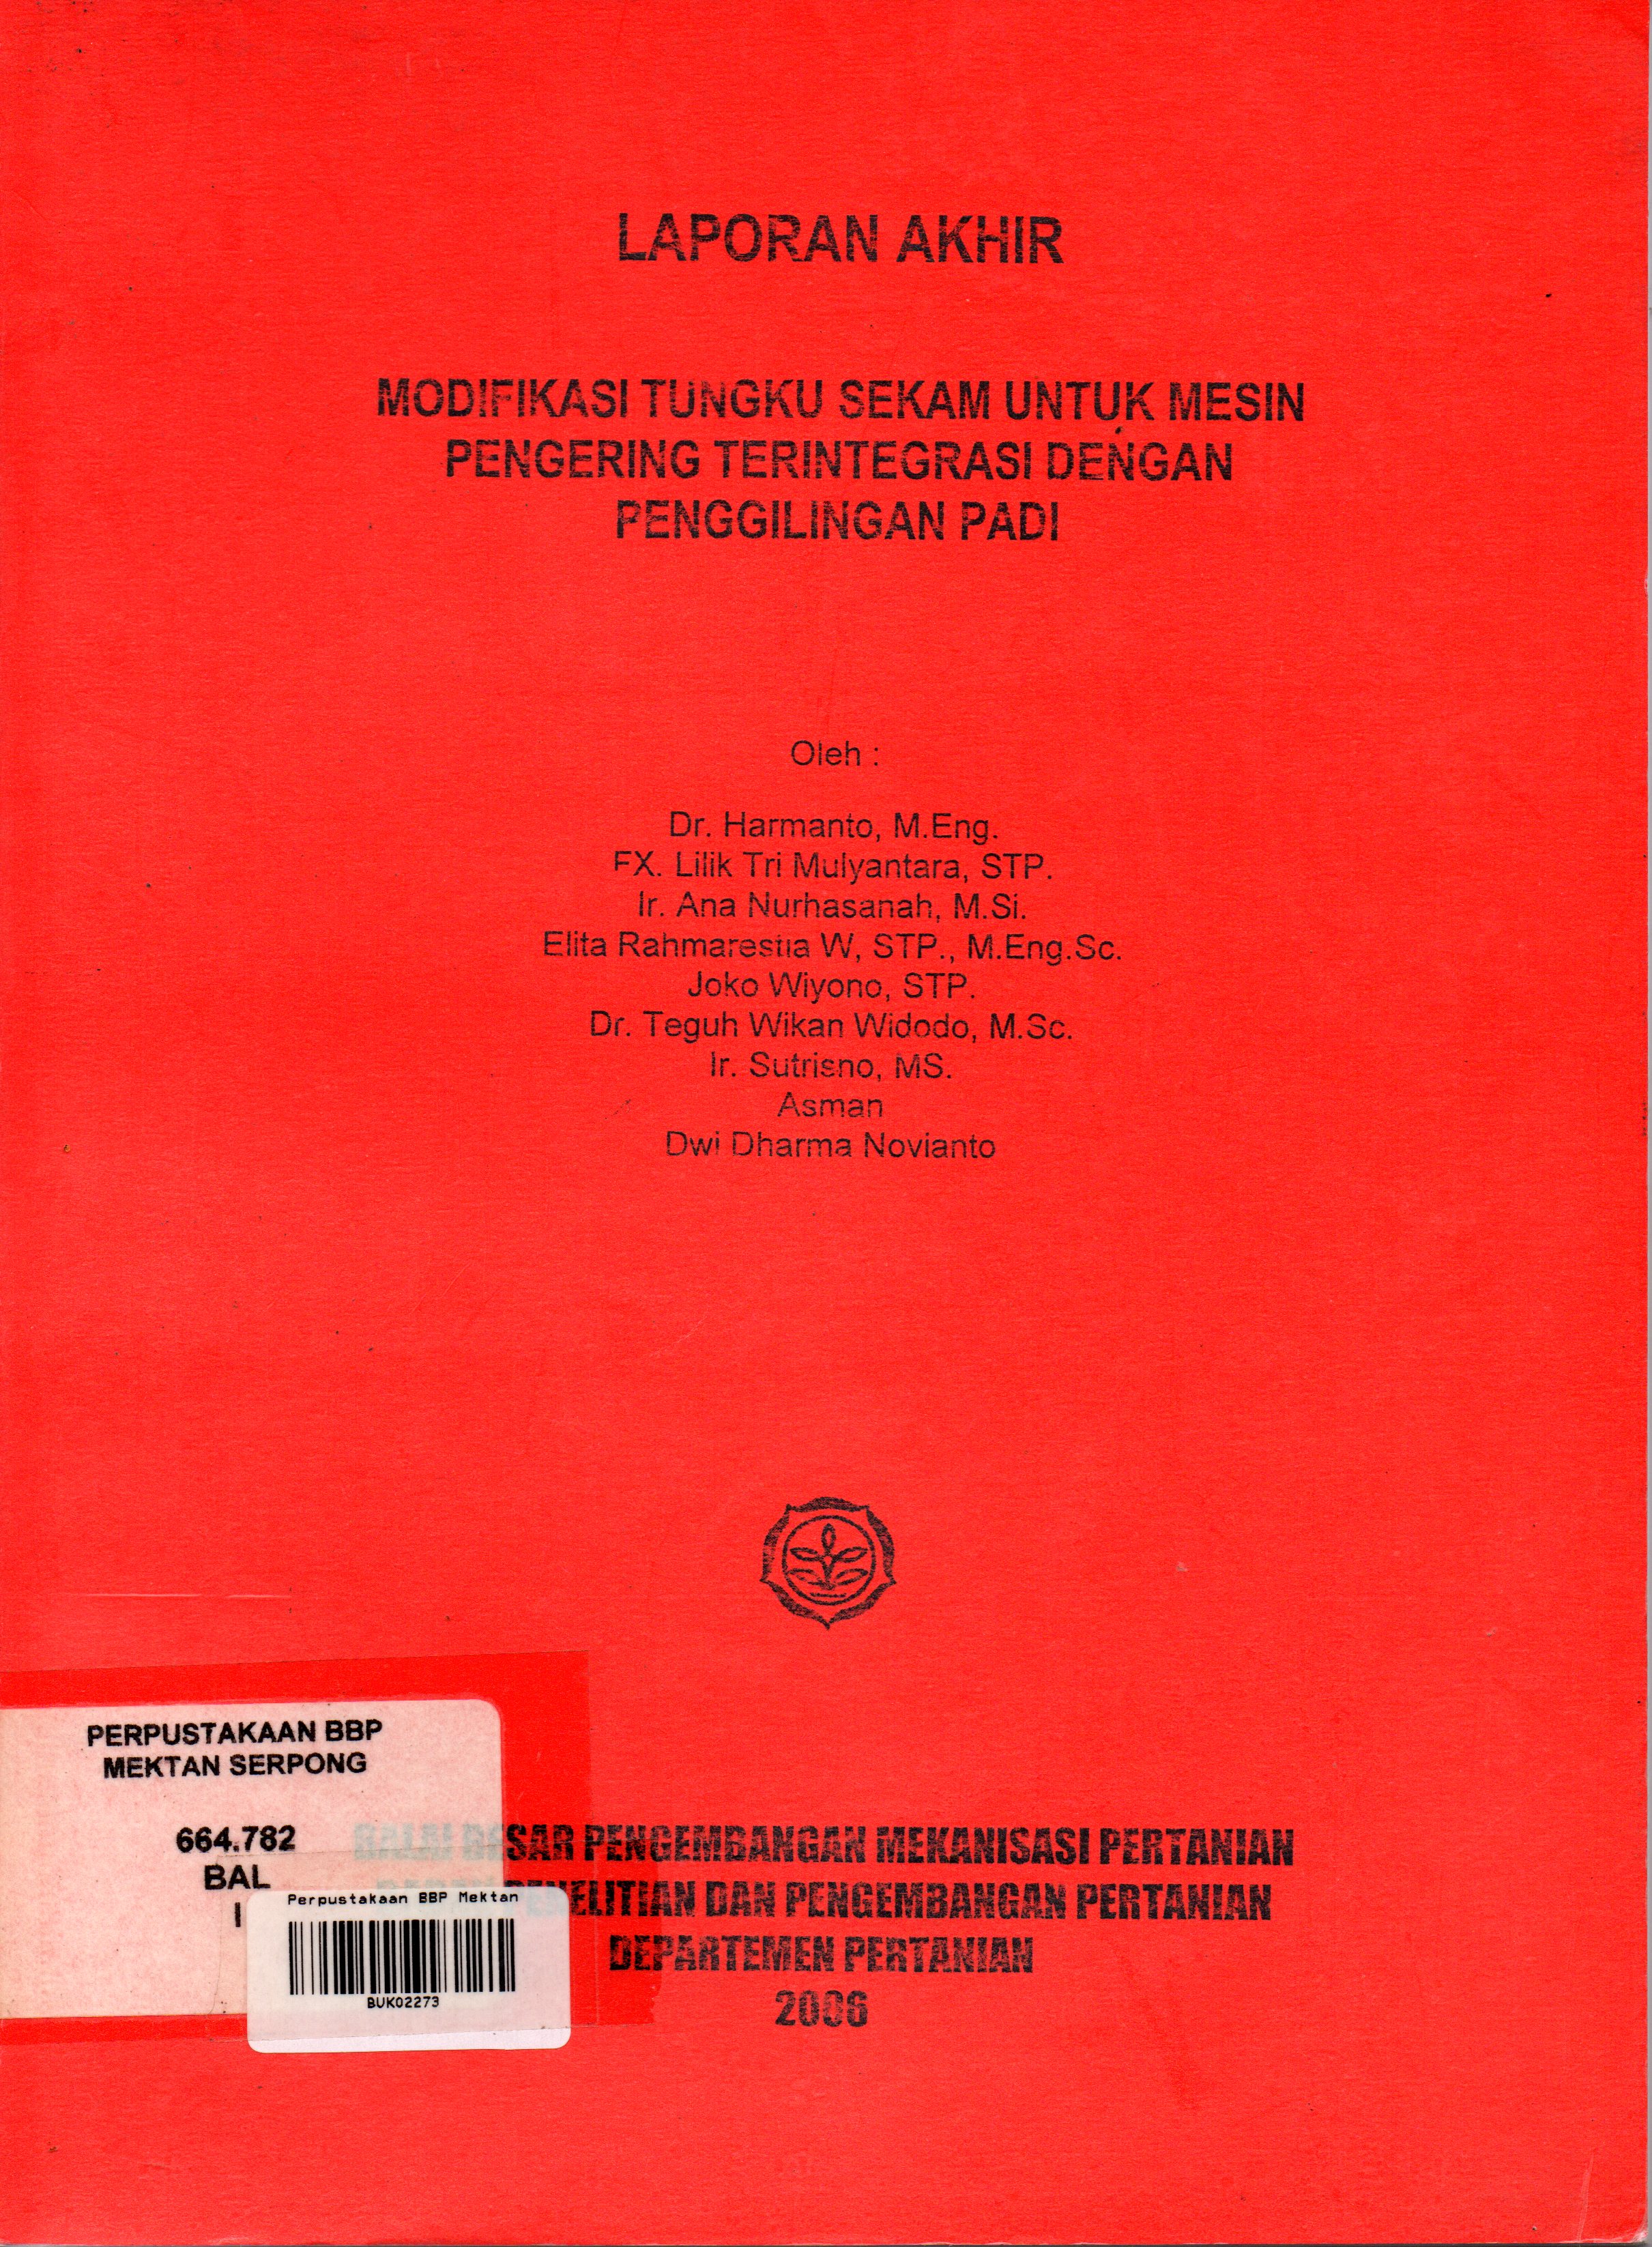 LAPORAN AKHIR
MODIFIKASI TUNGKU SEKAM UNTUK MESIN
PENGERING TERINTEGRASI DENGAN
PENGGILINGAN PADI
Oleh :
Dr. Harmanto, M.Eng.
FX. Lilik Tri Mulyantara, STP.
Ir. Ana Nurhasanah, M.Si.
Elita Rahmarestia W, STP., M.Eng.Sc.
Joko Wiyono, STP.
Dr. Teguh Wikan Widodo, M.Sc.
Ir. Sutrisno, MS.
Asman
Dwi Dharma Novianto
BALAI BESAR PENGEMBANGAN MEKANISASI PERTANIAN
PENELITIAN DAN PENGEMBANGAN PERTANIAN
DEPARTEMEN PERTANIAN
2006
PERPUSTAKAAN BBP
MEKTAN SERPONG
664.782
BAL
Perpustakaan BBP Mektan
BUK02273